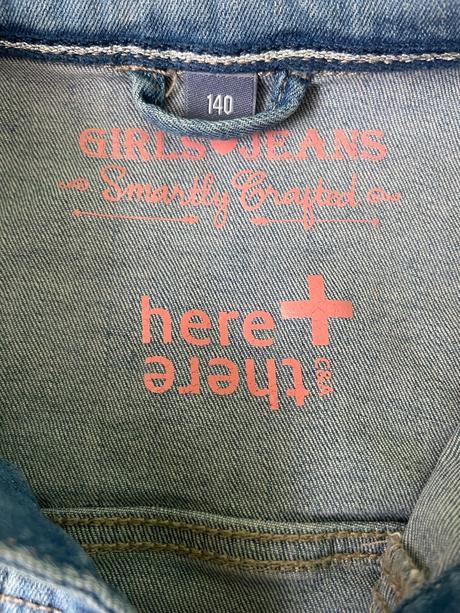 140
GIRLS JEANS
Smartly Crafted
here+
there
C&A